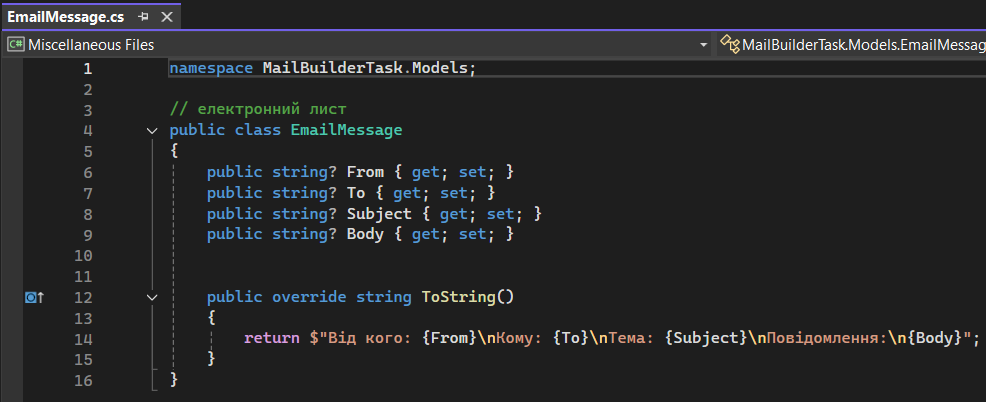 EmailMessage.cs
Miscellaneous Files
MailBuilderTask.Models.EmailMessag
1 namespace MailBuilderTask.Models;
2
3 // електронний лист
4 public class EmailMessage
5 {
6 public string? From { get; set; }
7 public string? To { get; set; }
8 public string? Subject { get; set; }
9 public string? Body { get; set; }
10
11
12 public override string ToString()
13 {
14 return $"Від кого: {From}\nКому: {To}\nТема: {Subject}\nПовідомлення:\n{Body}";
15 }
16 }